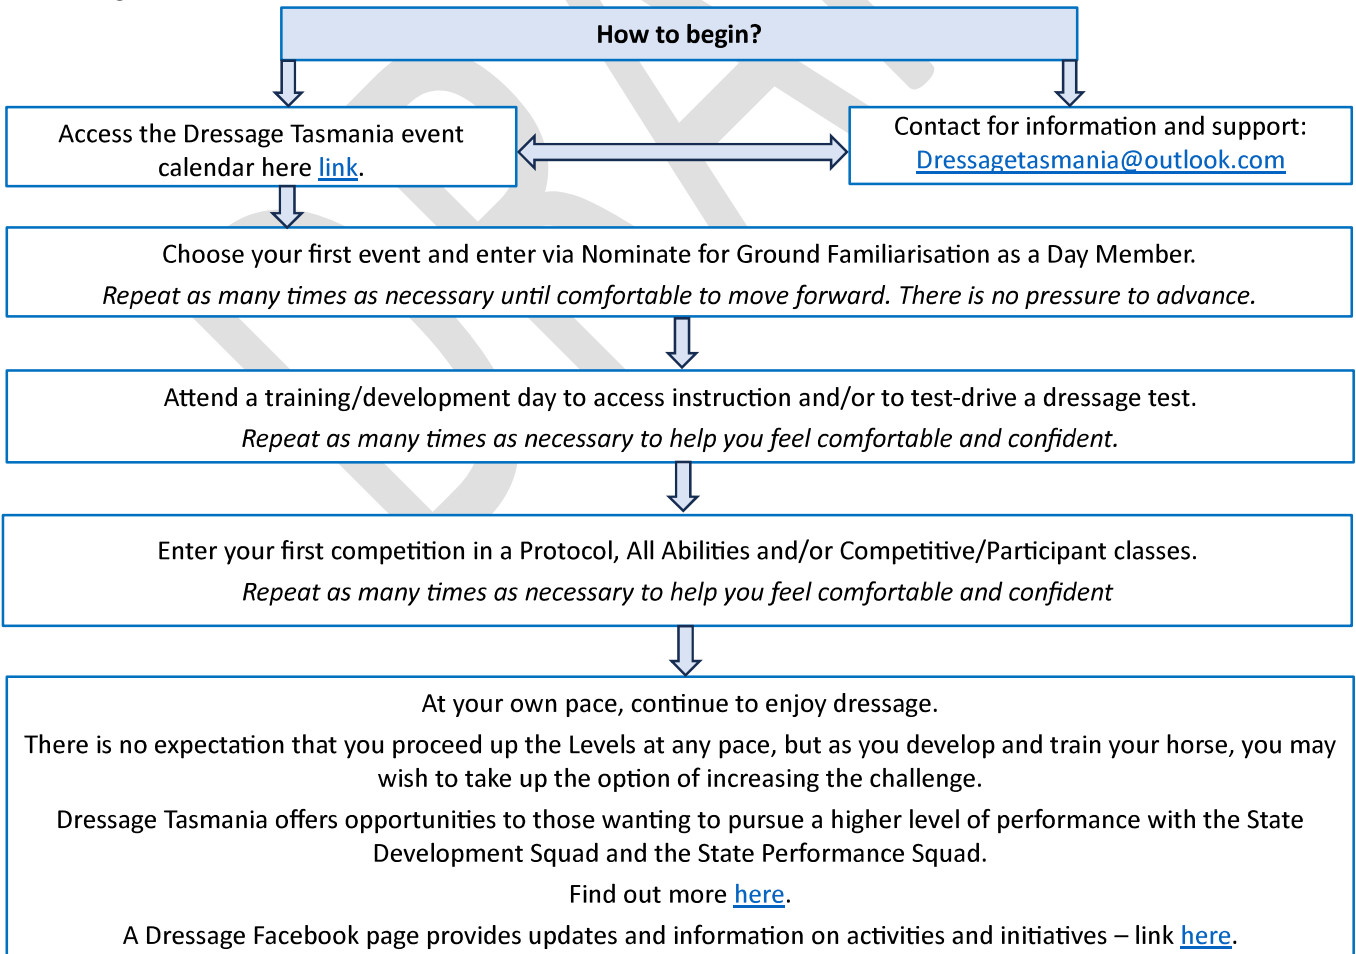 How to begin?
Access the Dressage Tasmania event
calendar here link.
Contact for information and support:
Dressagetasmania@outlook.com
Choose your first event and enter via Nominate for Ground Familiarisation as a Day Member.
Repeat as many times as necessary until comfortable to move forward. There is no pressure to advance.
Attend a training/development day to access instruction and/or to test-drive a dressage test.
Repeat as many times as necessary to help you feel comfortable and confident.
Enter your first competition in a Protocol, All Abilities and/or Competitive/Participant classes.
Repeat as many times as necessary to help you feel comfortable and confident
At your own pace, continue to enjoy dressage.
There is no expectation that you proceed up the Levels at any pace, but as you develop and train your horse, you may
wish to take up the option of increasing the challenge.
Dressage Tasmania offers opportunities to those wanting to pursue a higher level of performance with the State
Development Squad and the State Performance Squad.
Find out more here.
A Dressage Facebook page provides updates and information on activities and initiatives – link here.